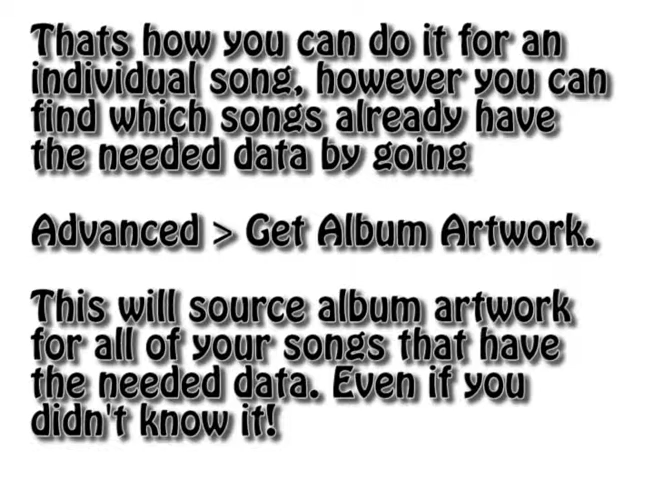 Thats how you can do it for an
individual song, however you can
find which songs already have
the needed data by going
Advanced > Get Album Artwork.
This will source album artwork
for all of your songs that have
the needed data. Even if you
didn't know it!